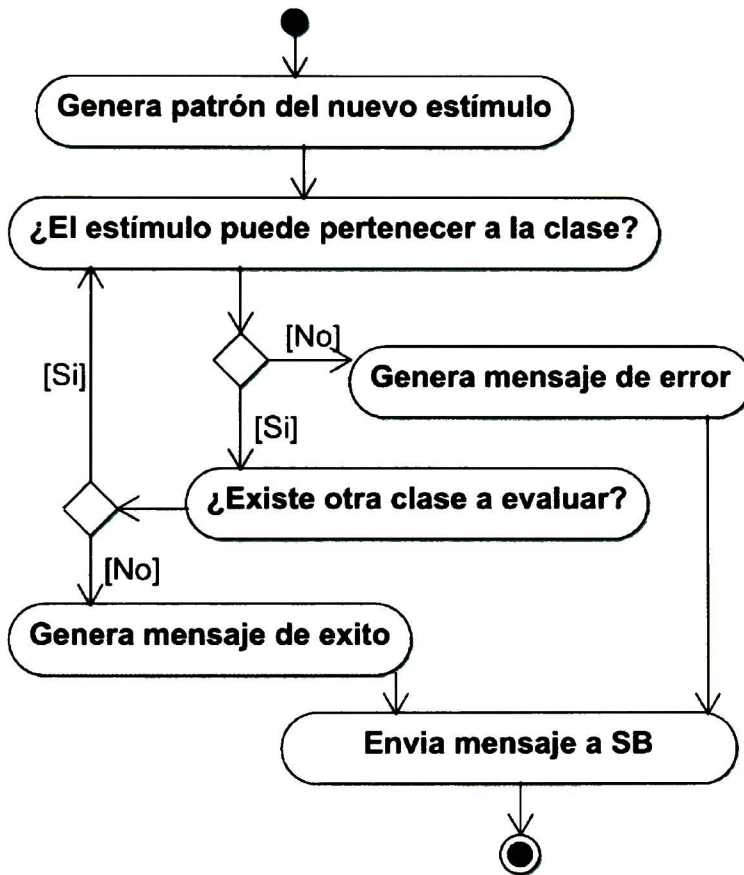 Genera patrón del nuevo estímulo
¿El estímulo puede pertenecer a la clase?
[No]
[Si]
Genera mensaje de error
[Si]
¿Existe otra clase a evaluar?
[No]
Genera mensaje de exito
Envia mensaje a SB